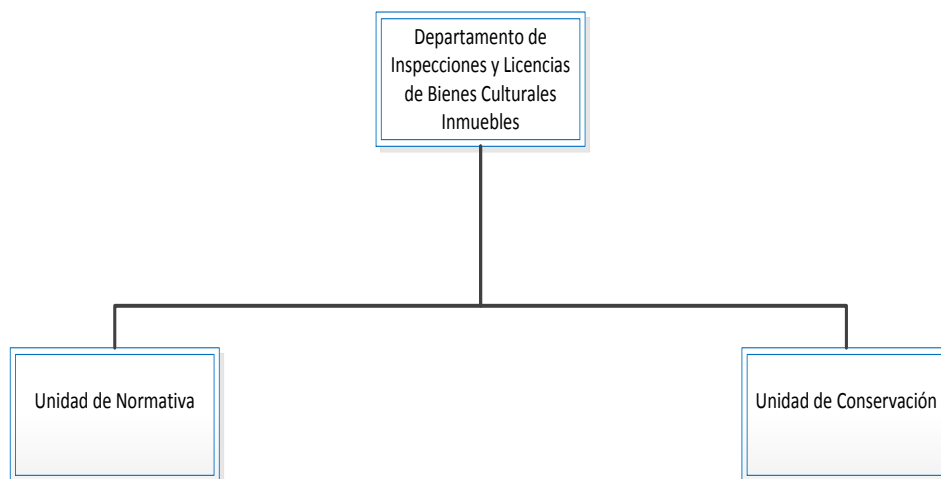 Departamento de
Inspecciones y Licencias
de Bienes Culturales
Inmuebles
Unidad de Normativa
Unidad de Conservación